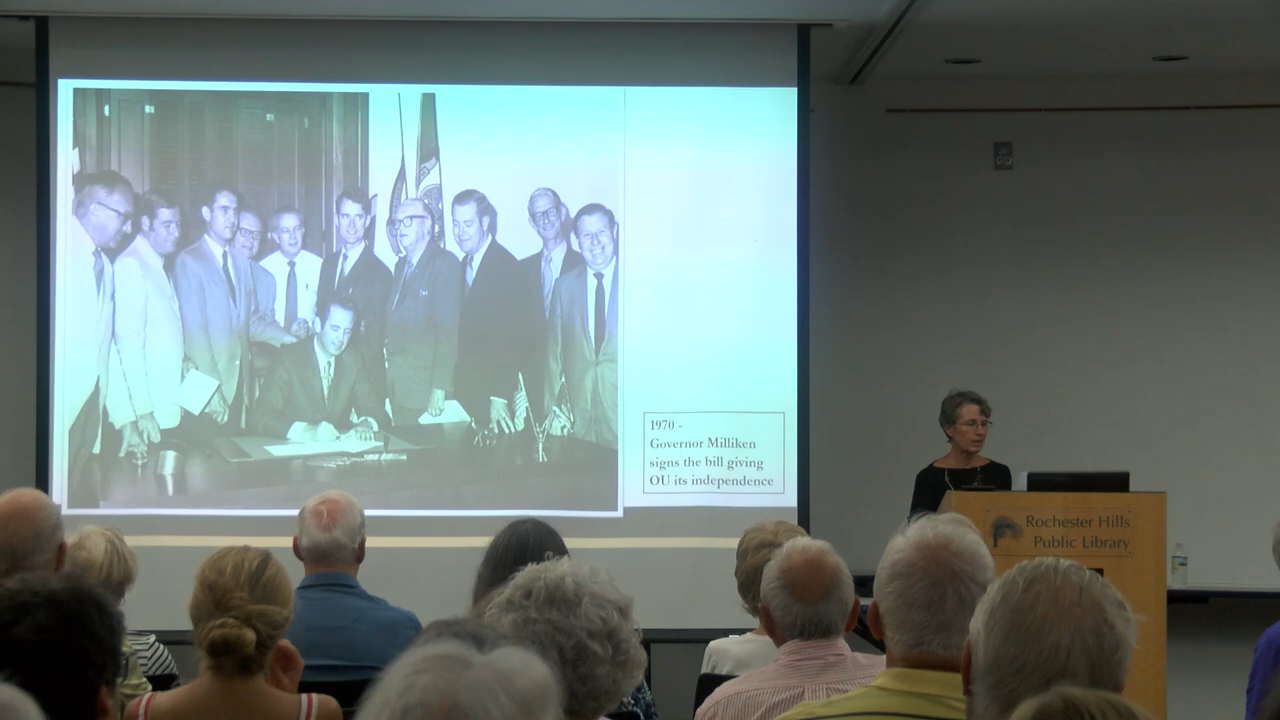 1970 -
Governor Milliken
signs the bill giving
OU its independence
Rochester Hills
Public Library